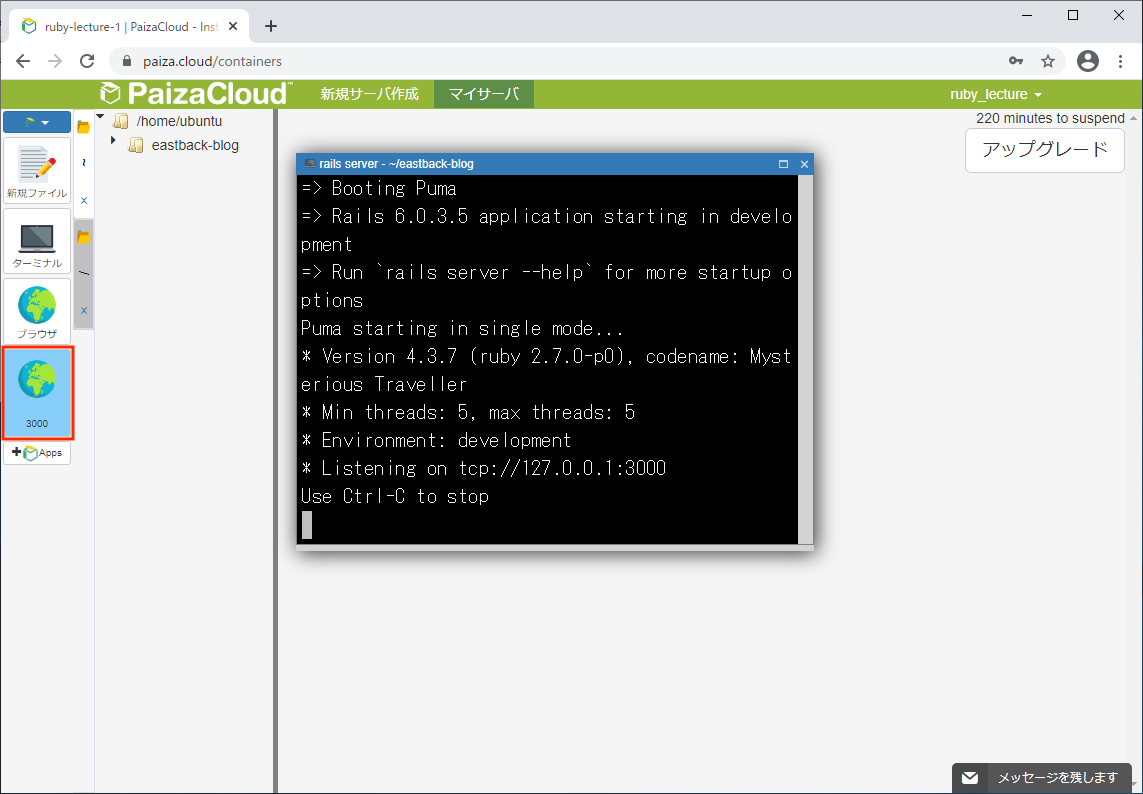 ruby-lecture-1 | PaizaCloud - Inst
paiza.cloud/containers
PaizaCloud
新規サーバ作成
マイサーバ
ruby_lecture
220 minutes to suspend
アップグレード
新規ファイル
ターミナル
ブラウザ
3000
Apps
~
x
/
x
/home/ubuntu
eastback-blog
rails server - ~/eastback-blog
=> Booting Puma
=> Rails 6.0.3.5 application starting in develo
pment
=> Run `rails server --help` for more startup o
ptions
Puma starting in single mode...
* Version 4.3.7 (ruby 2.7.0-p0), codename: Myst
erious Traveller
* Min threads: 5, max threads: 5
* Environment: development
* Listening on tcp://127.0.0.1:3000
Use Ctrl-C to stop
メッセージを残します